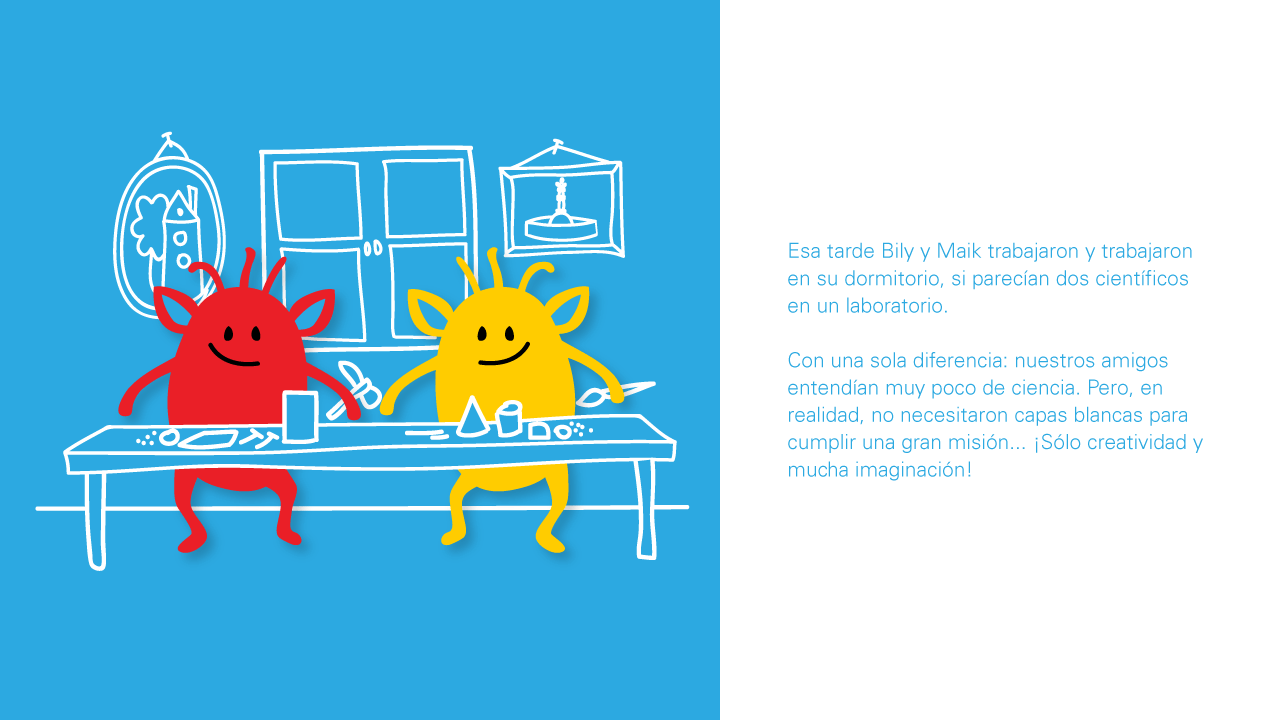 Esa tarde Bily y Maik trabajaron y trabajaron
en su dormitorio, si parecían dos científicos
en un laboratorio.
Con una sola diferencia: nuestros amigos
entendían muy poco de ciencia. Pero, en
realidad, no necesitaron capas blancas para
cumplir una gran misión... ¡Sólo creatividad y
mucha imaginación!